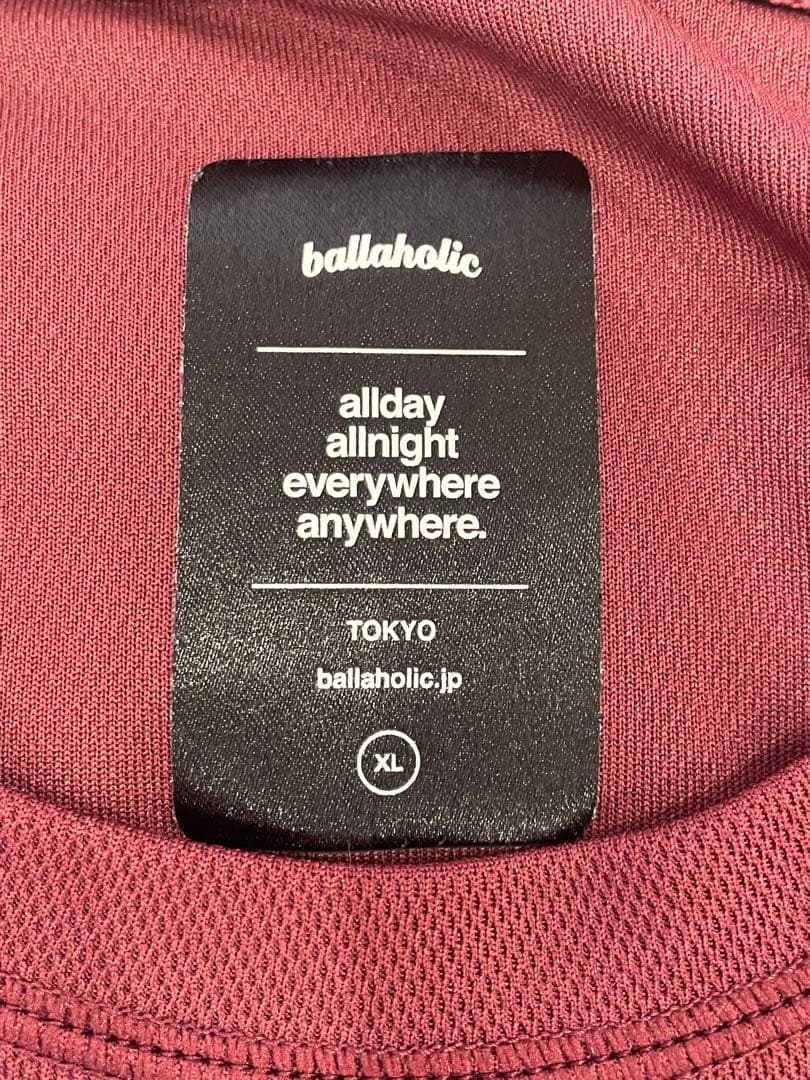 ballaholic
allday
allnight
everywhere
anywhere.
TOKYO
ballaholic.jp
XL